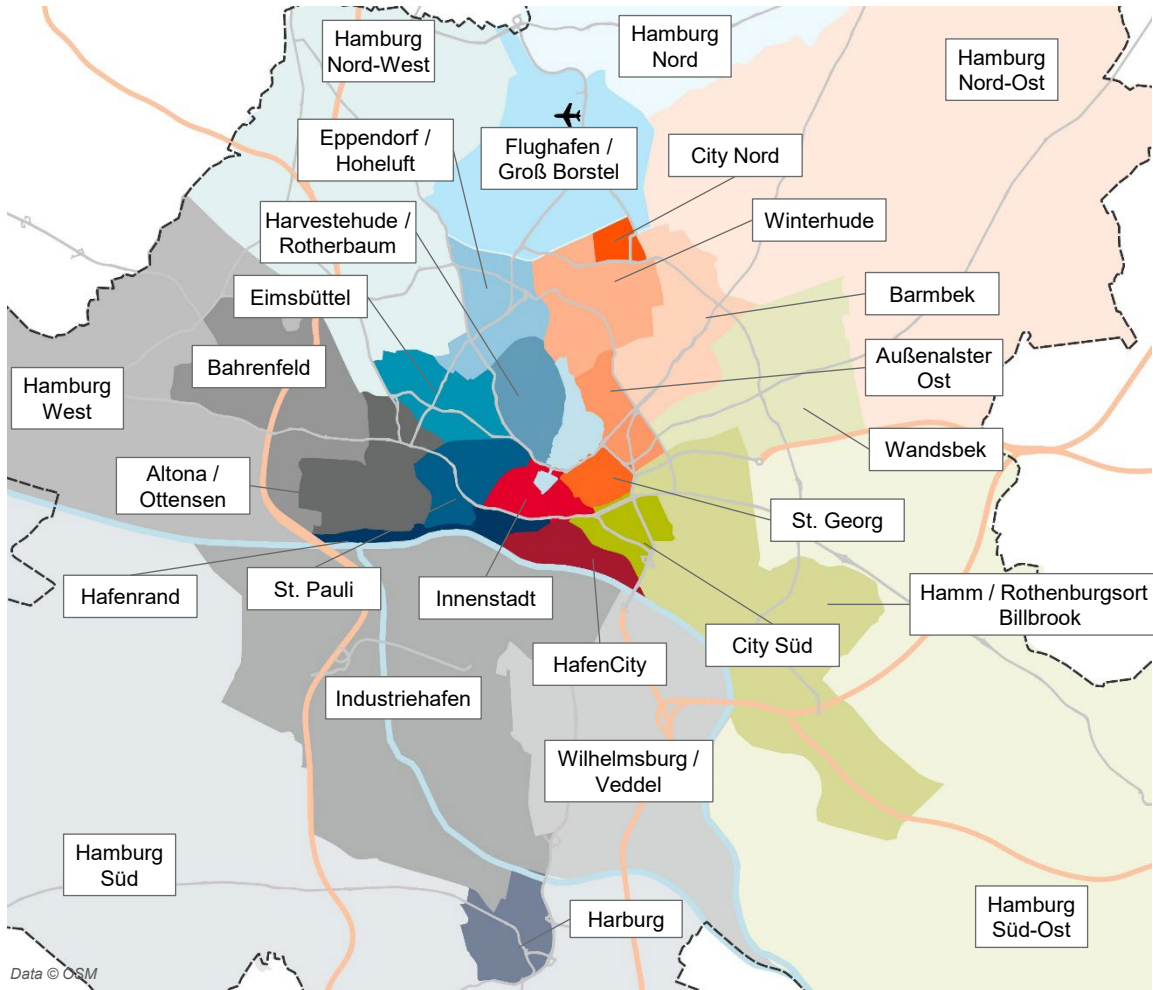 Hamburg
Nord-West
Hamburg
Nord
Hamburg
Nord-Ost
Eppendorf /
Hoheluft
Flughafen /
Groß Borstel
City Nord
Harvestehude /
Rotherbaum
Winterhude
Eimsbüttel
Barmbek
Bahrenfeld
Außenalster
Ost
Hamburg
West
Wandsbek
Altona /
Ottensen
St. Georg
Hafenrand
St. Pauli
Innenstadt
Hamm / Rothenburgsort
Billbrook
City Süd
HafenCity
Industriehafen
Wilhelmsburg /
Veddel
Hamburg
Süd
Harburg
Hamburg
Süd-Ost
Data © OSM